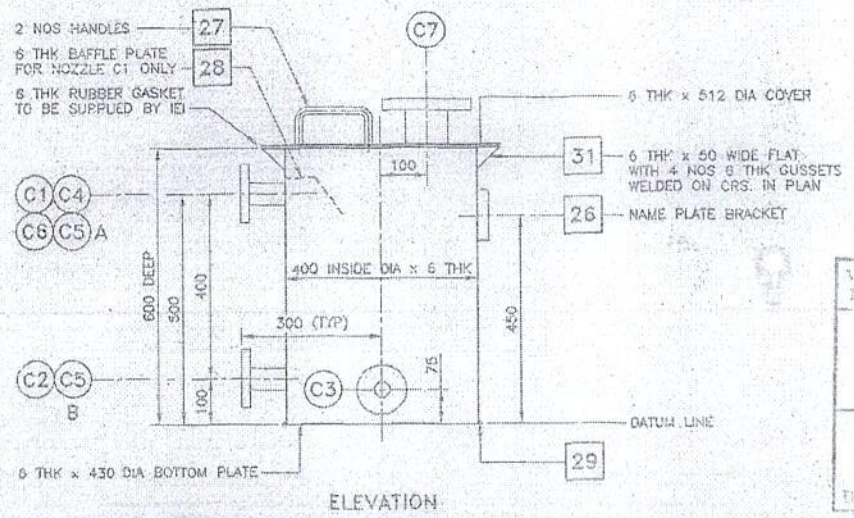 2 NOS HANDLES
27
6 THK BAFFLE PLATE
FOR NOZZLE C1 ONLY
28
6 THK RUBBER GASKET
TO BE SUPPLIED BY IEI
C7
6 THK x 512 DIA COVER
100
31
6 THK x 50 WIDE FLAT
WITH 4 NOS 6 THK GUSSETS
WELDED ON CRS. IN PLAN
C1 C4
C6 C5 A
26
NAME PLATE BRACKET
600 DEEP
500
400
400 INSIDE DIA x 6 THK
450
300 (TYP)
C2 C5
B
100
C3
75
DATUM LINE
29
6 THK x 430 DIA BOTTOM PLATE
ELEVATION